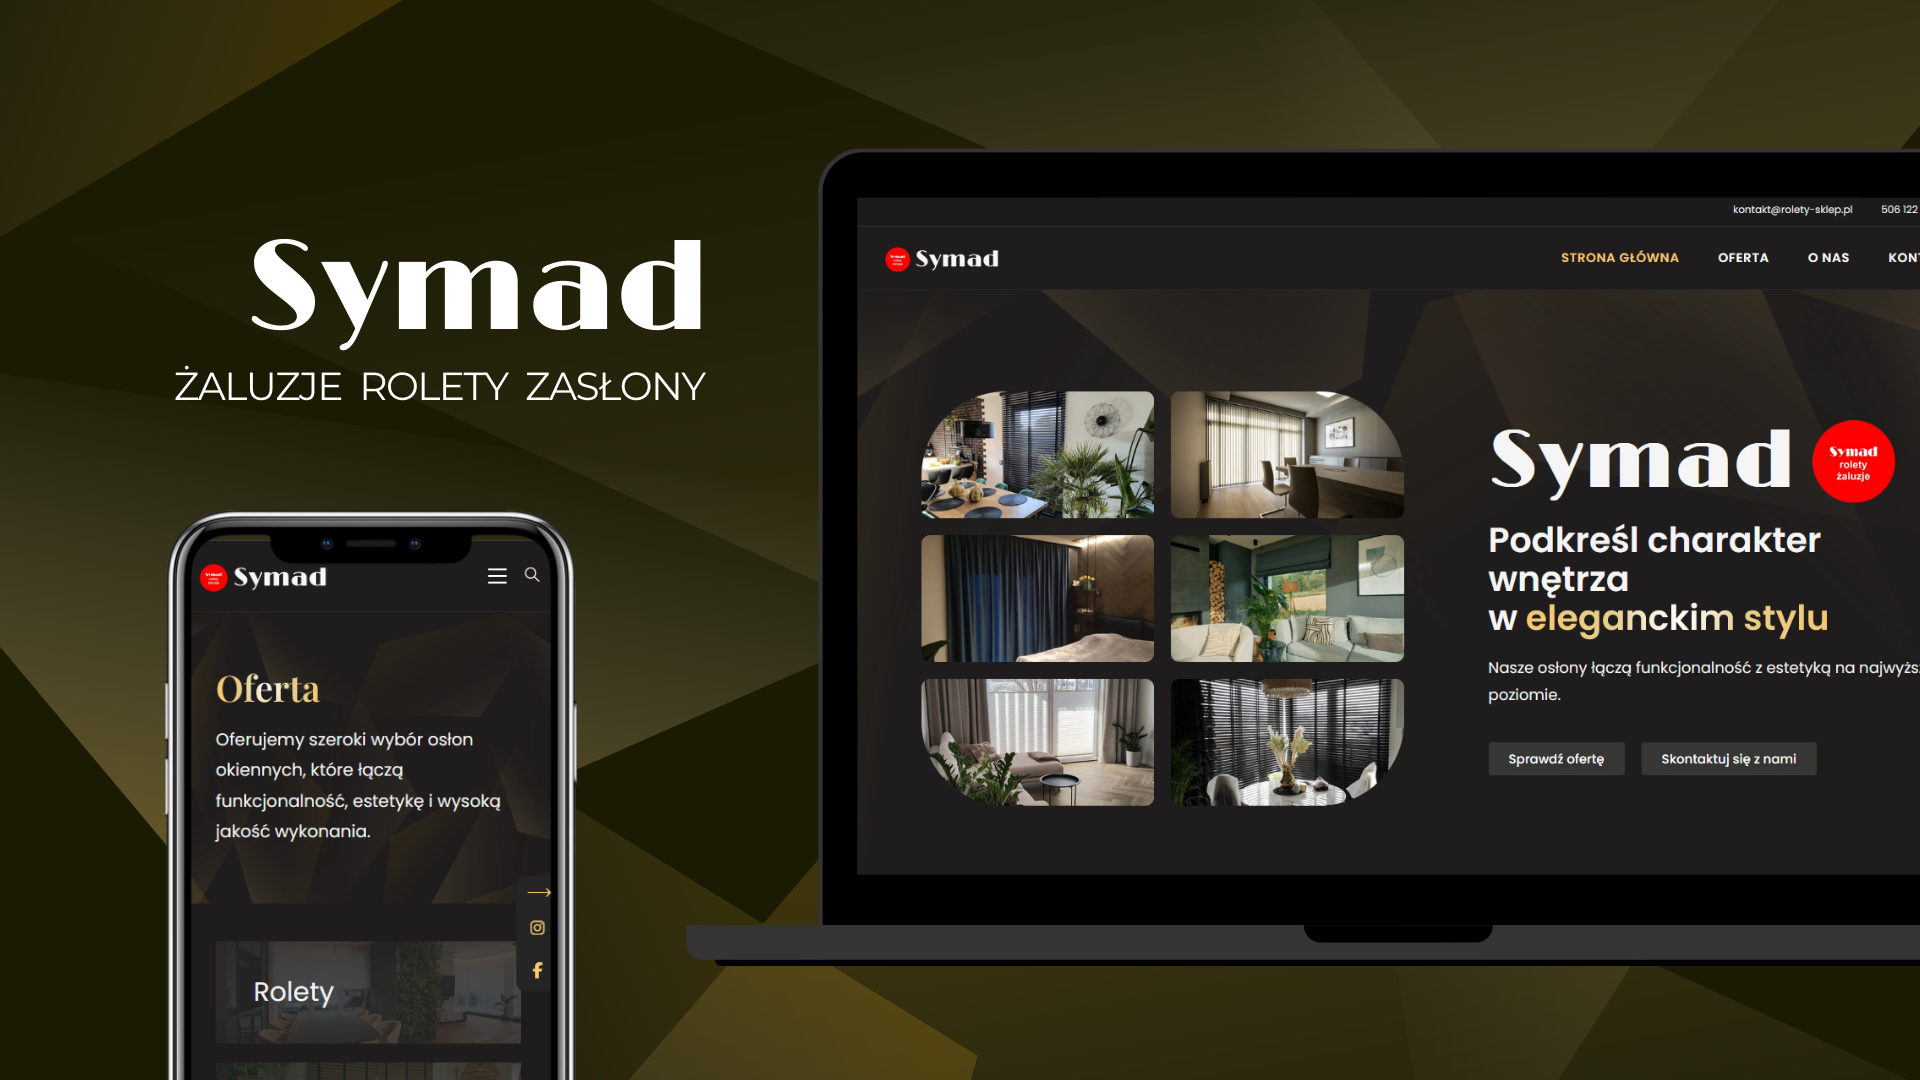 Symad
ŻALUZJE ROLETY ZASŁONY
Symad
Oferta
Oferujemy szeroki wybór osłon
okiennych, które łączą
funkcjonalność, estetykę i wysoką
jakość wykonania.
Rolety
kontakt@rolety-sklep.pl 506 122
Symad
STRONA GŁÓWNA OFERTA O NAS KONT
Symad
Symad
rolety
żaluzje
Podkreśl charakter
wnętrza
w eleganckim stylu
Nasze osłony łączą funkcjonalność z estetyką na najwyżs
poziomie.
Sprawdź ofertę
Skontaktuj się z nami